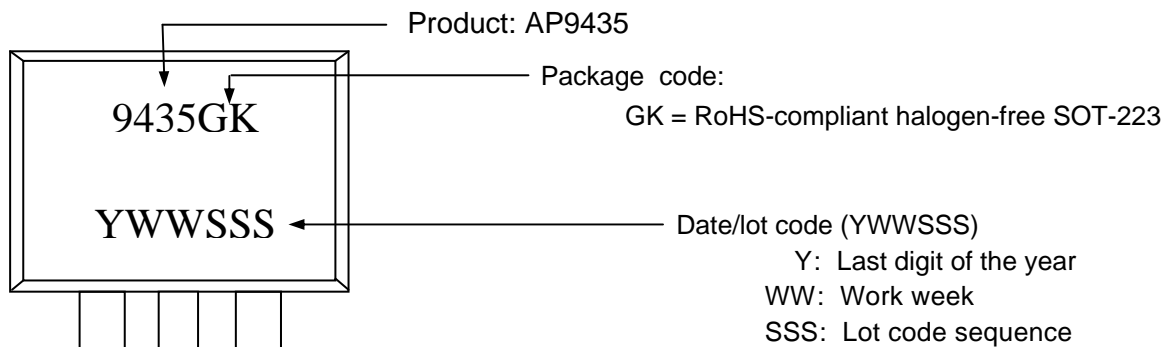 Product: AP9435
Package code:
9435GK
GK = RoHS-compliant halogen-free SOT-223
YWWSSS
Date/lot code (YWWSSS)
Y: Last digit of the year
WW: Work week
SSS: Lot code sequence